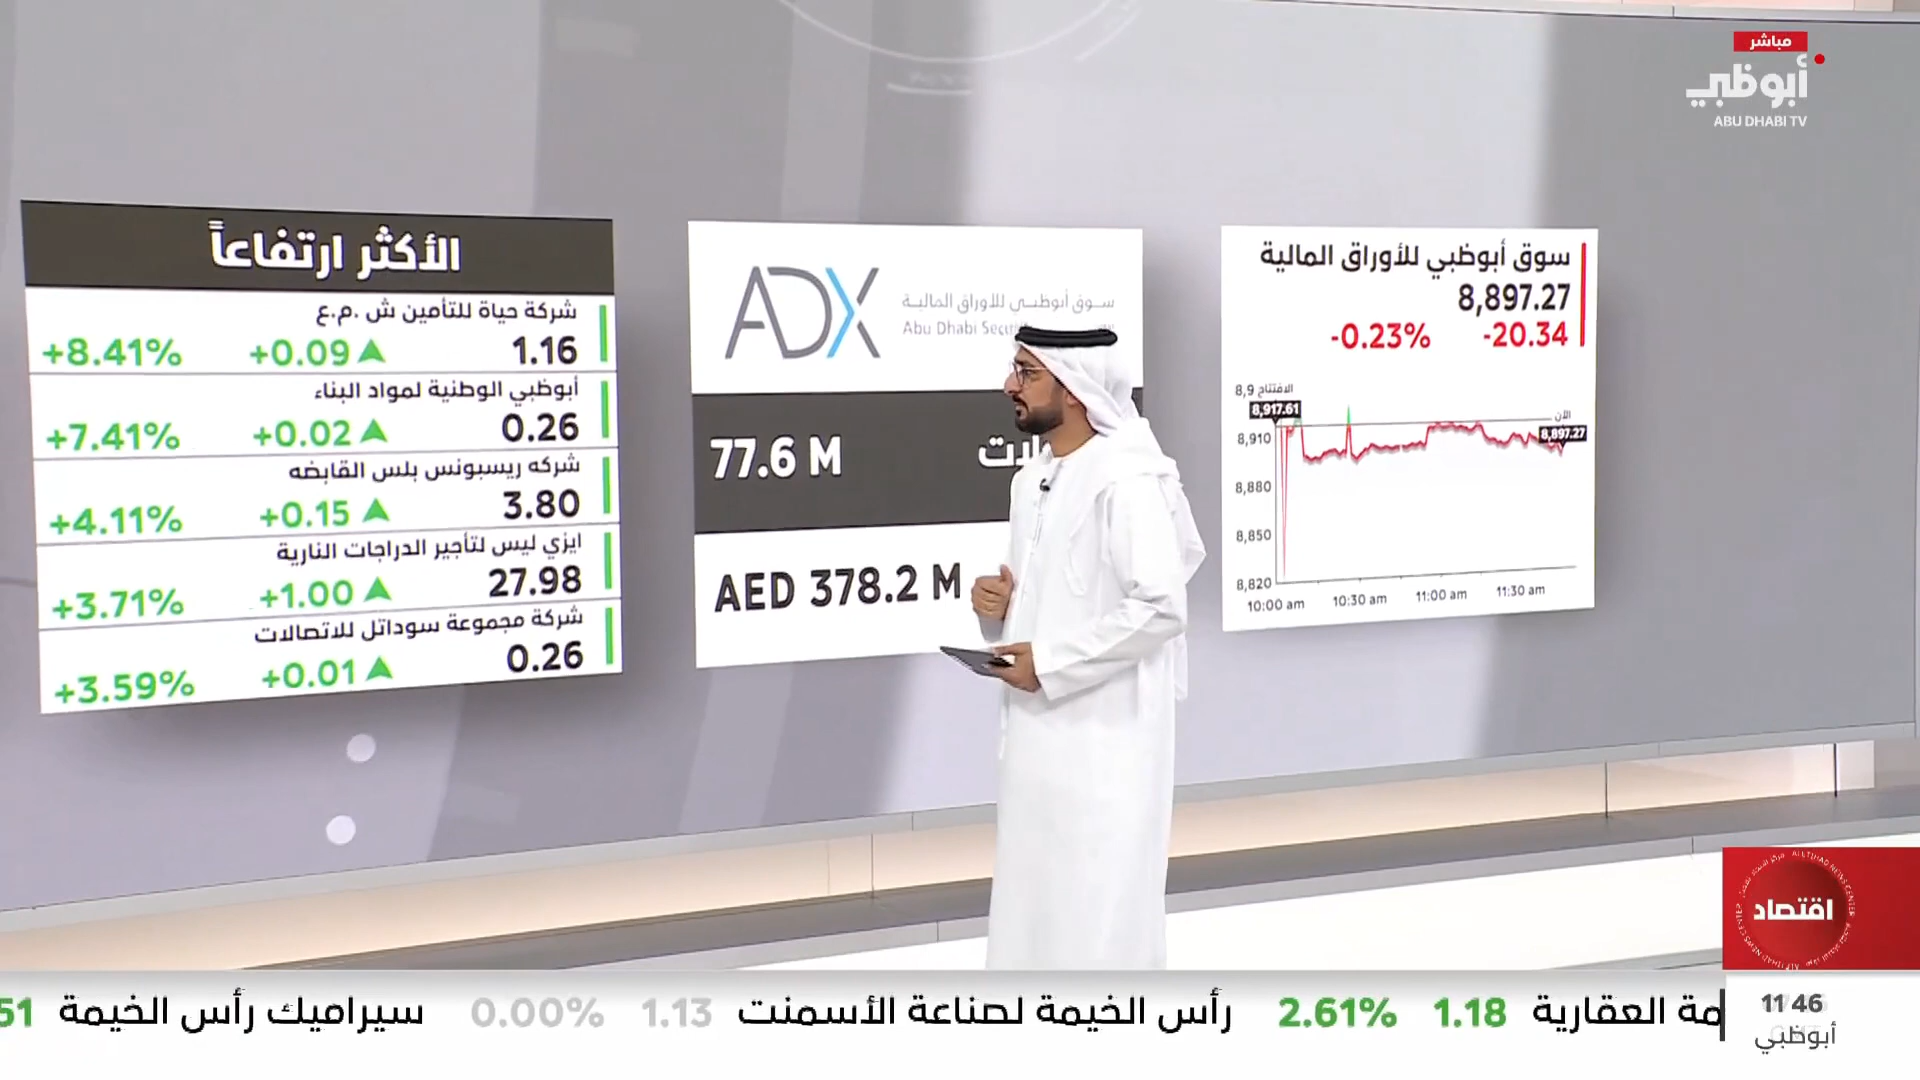 مباشر
أبوظبي
ABU DHABI TV
سوق أبوظبي للأوراق المالية
8,897.27
-0.23% -20.34
8,9 الافتتاح
8,917.61
الآن
8,897.27
8,910
8,880
8,850
8,820
10:00 am 10:30 am 11:00 am 11:30 am
ADX
سوق أبوظبي للأوراق المالية
Abu Dhabi
77.6 M
AED 378.2 M
الأكثر ارتفاعاً
شركة حياة للتأمين ش .م.ع
1.16 +0.09 +8.41%
أبوظبي الوطنية لمواد البناء
0.26 +0.02 +7.41%
شركه ريسبونس بلس القابضه
3.80 +0.15 +4.11%
ايزي ليس لتأجير الدراجات النارية
27.98 +1.00 +3.71%
شركة مجموعة سوداتل للاتصالات
0.26 +0.01 +3.59%
اقتصاد
AL ETIHAD NEWS CENTER
مة العقارية 1.18 2.61% رأس الخيمة لصناعة الأسمنت 1.13 0.00% سيراميك رأس الخيمة 51
11 46
أبوظبي